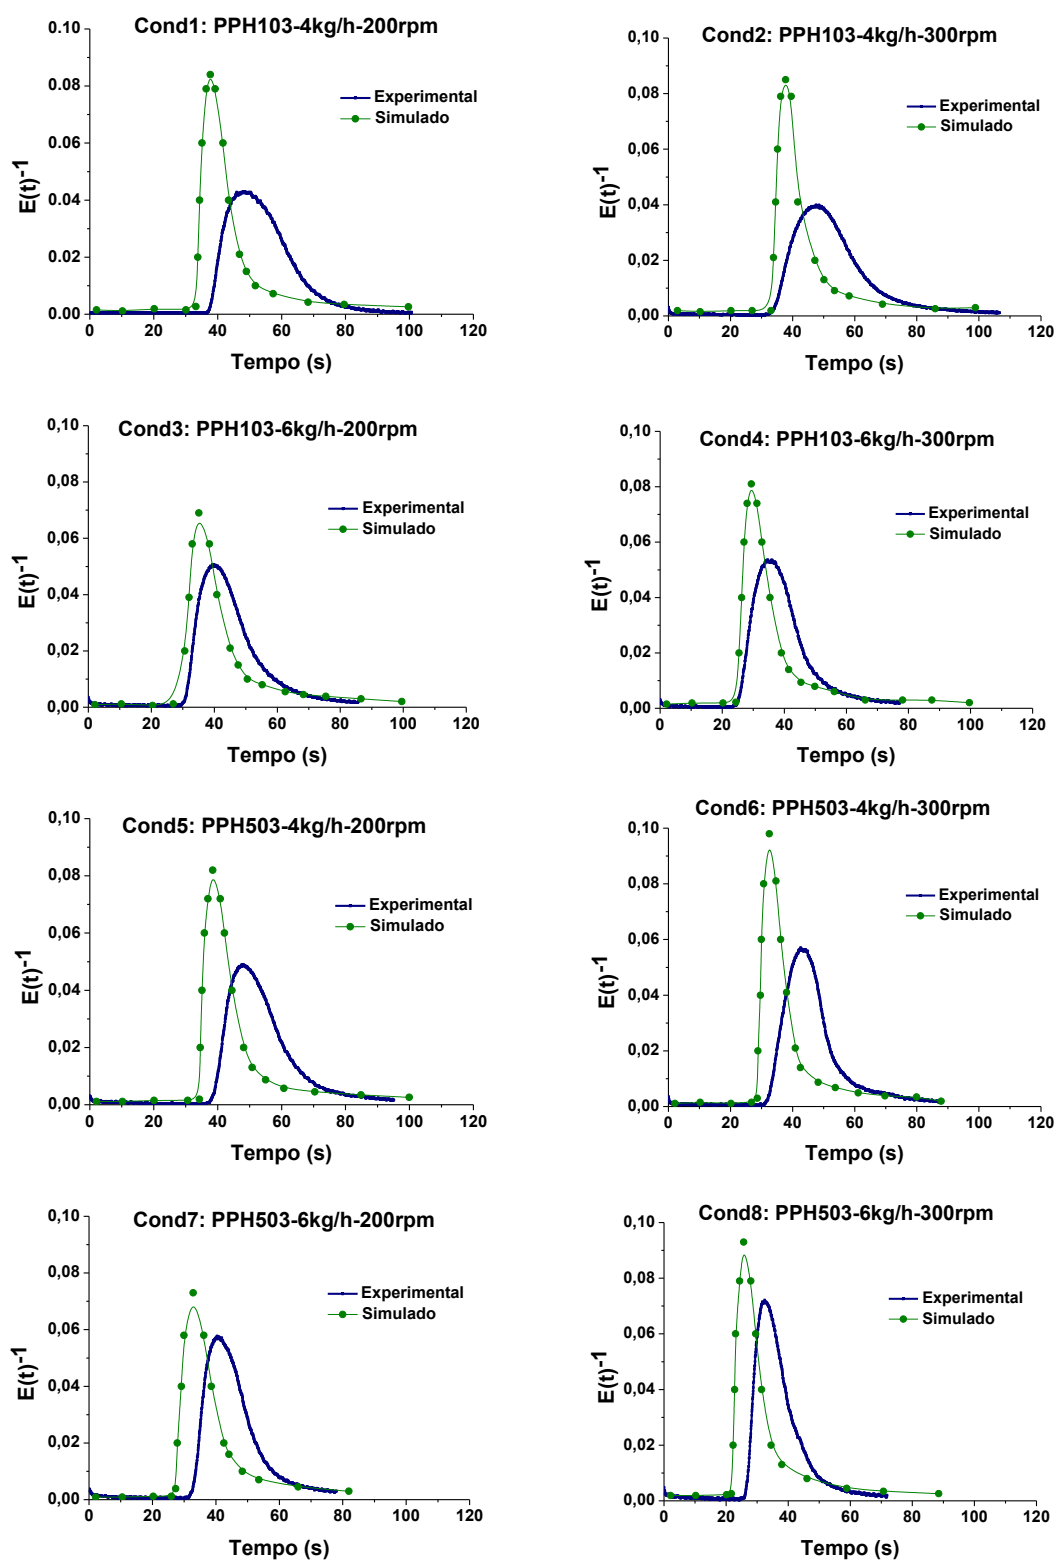 Cond1: PPH103-4kg/h-200rpm
0.10
0.08
0.06
0.04
0.02
0.00
E(t)-1
Experimental
Simulado
0 20 40 60 80 100 120
Tempo (s)
Cond2: PPH103-4kg/h-300rpm
0,10
0,08
0,06
0,04
0,02
0,00
E(t)-1
Experimental
Simulado
0 20 40 60 80 100 120
Tempo (s)
Cond3: PPH103-6kg/h-200rpm
0,10
0,08
0,06
0,04
0,02
0,00
E(t)-1
Experimental
Simulado
0 20 40 60 80 100 120
Tempo (s)
Cond4: PPH103-6kg/h-300rpm
0,10
0,08
0,06
0,04
0,02
0,00
E(t)-1
Experimental
Simulado
0 20 40 60 80 100 120
Tempo (s)
Cond5: PPH503-4kg/h-200rpm
0,10
0,08
0,06
0,04
0,02
0,00
E(t)-1
Experimental
Simulado
0 20 40 60 80 100 120
Tempo (s)
Cond6: PPH503-4kg/h-300rpm
0,10
0,08
0,06
0,04
0,02
0,00
E(t)-1
Experimental
Simulado
0 20 40 60 80 100 120
Tempo (s)
Cond7: PPH503-6kg/h-200rpm
0,10
0,08
0,06
0,04
0,02
0,00
E(t)-1
Experimental
Simulado
0 20 40 60 80 100 120
Tempo (s)
Cond8: PPH503-6kg/h-300rpm
0,10
0,08
0,06
0,04
0,02
0,00
E(t)-1
Experimental
Simulado
0 20 40 60 80 100 120
Tempo (s)